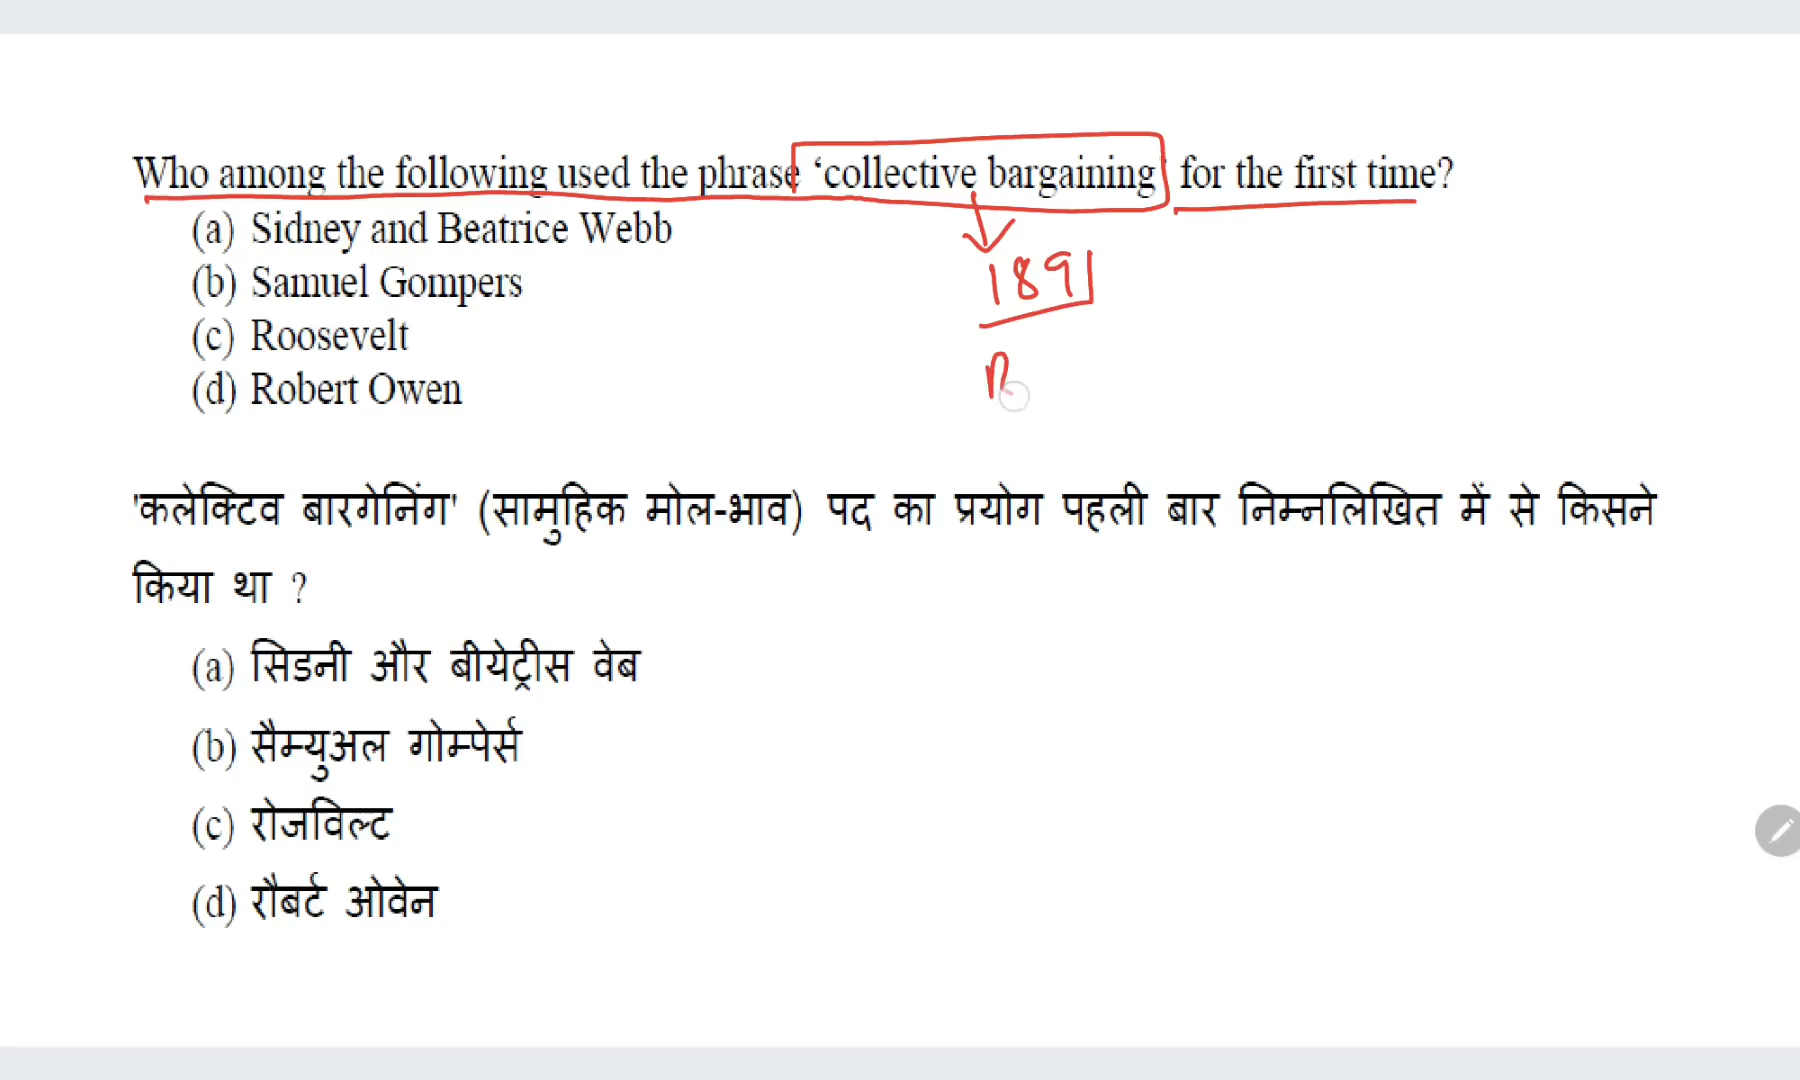 Who among the following used the phrase ‘collective bargaining’ for the first time?
(a) Sidney and Beatrice Webb
(b) Samuel Gompers
(c) Roosevelt
(d) Robert Owen
1891
'कलेक्टिव बारगेनिंग' (सामुहिक मोल-भाव) पद का प्रयोग पहली बार निम्नलिखित में से किसने
किया था ?
(a) सिडनी और बीयेट्रीस वेब
(b) सैम्युअल गोम्पेर्स
(c) रोजविल्ट
(d) रौबर्ट ओवेन